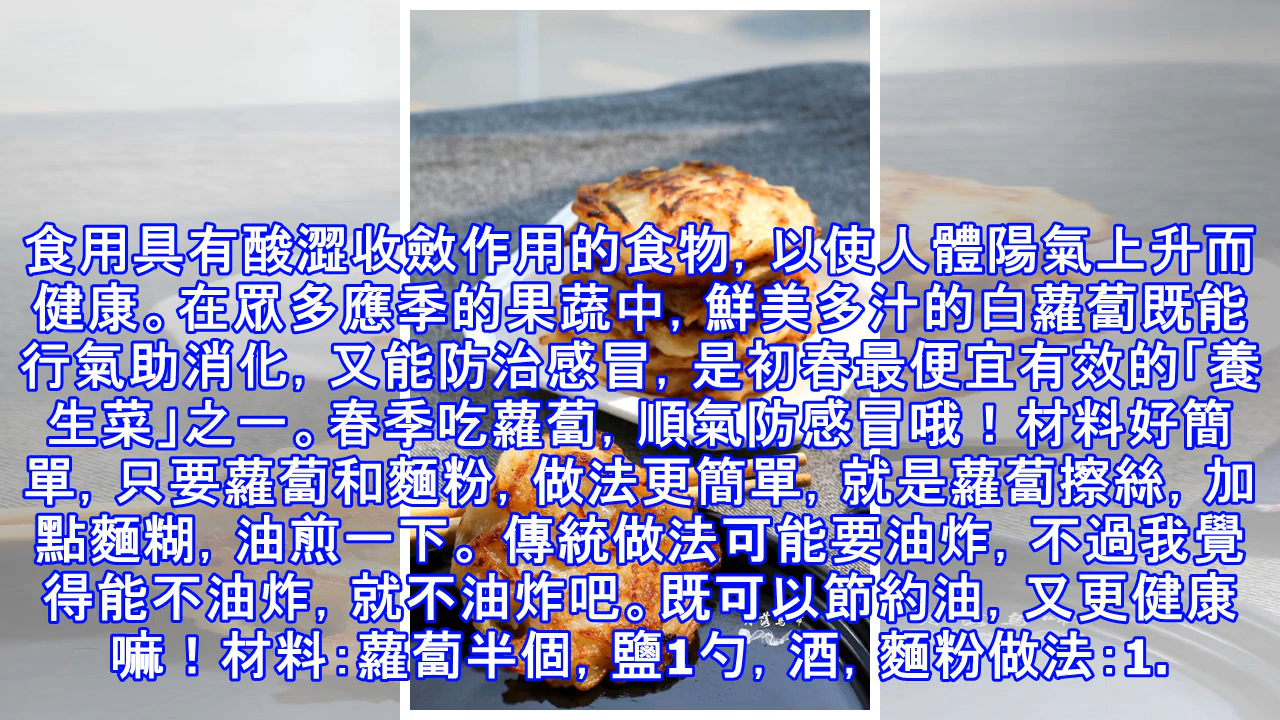 食用具有酸澀收斂作用的食物, 以使人體陽氣上升而
健康。在眾多應季的果蔬中, 鮮美多汁的白蘿蔔既能
行氣助消化, 又能防治感冒, 是初春最便宜有效的「養
生菜」之一。春季吃蘿蔔, 順氣防感冒哦！材料好簡
單, 只要蘿蔔和麵粉, 做法更簡單, 就是蘿蔔擦絲, 加
點麵糊, 油煎一下。傳統做法可能要油炸, 不過我覺
得能不油炸, 就不油炸吧。既可以節約油, 又更健康
嘛！材料:蘿蔔半個, 鹽1勺, 酒, 麵粉做法:1.